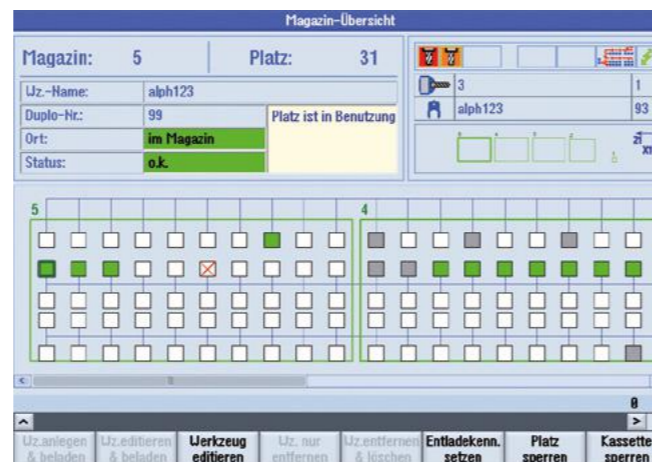 Magazin-Übersicht
Magazin: 5 Platz: 31
Wz.-Name: alph123
Duplo-Nr.: 99 Platz ist in Benutzung
Ort: im Magazin
Status: o.k.
3 1
alph123 93
5 4
0
Wz.anlegen & beladen
Wz.editieren & beladen
Werkzeug editieren
Wz. nur entfernen
Wz.entfernen & löschen
Entladekenn. setzen
Platz sperren
Kassette sperren